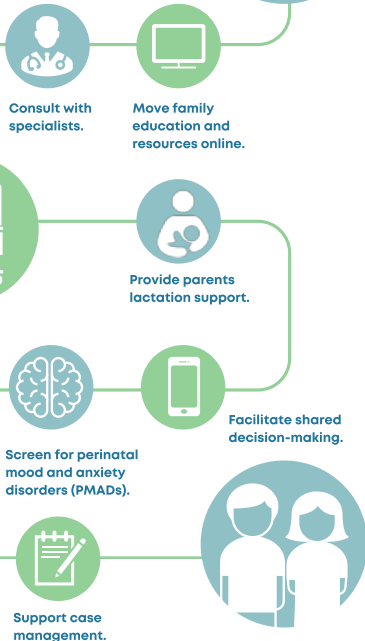 Consult with
specialists.
Move family
education and
resources online.
Provide parents
lactation support.
Facilitate shared
decision-making.
Screen for perinatal
mood and anxiety
disorders (PMADs).
Support case
management.